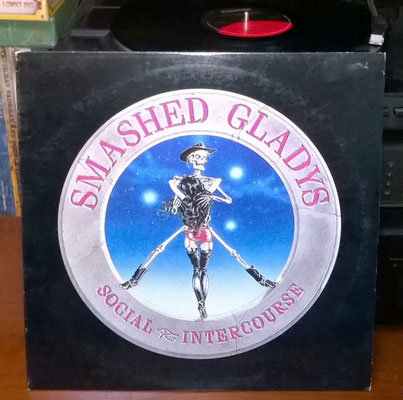 SMASHED GLADYS
SOCIAL INTERCOURSE